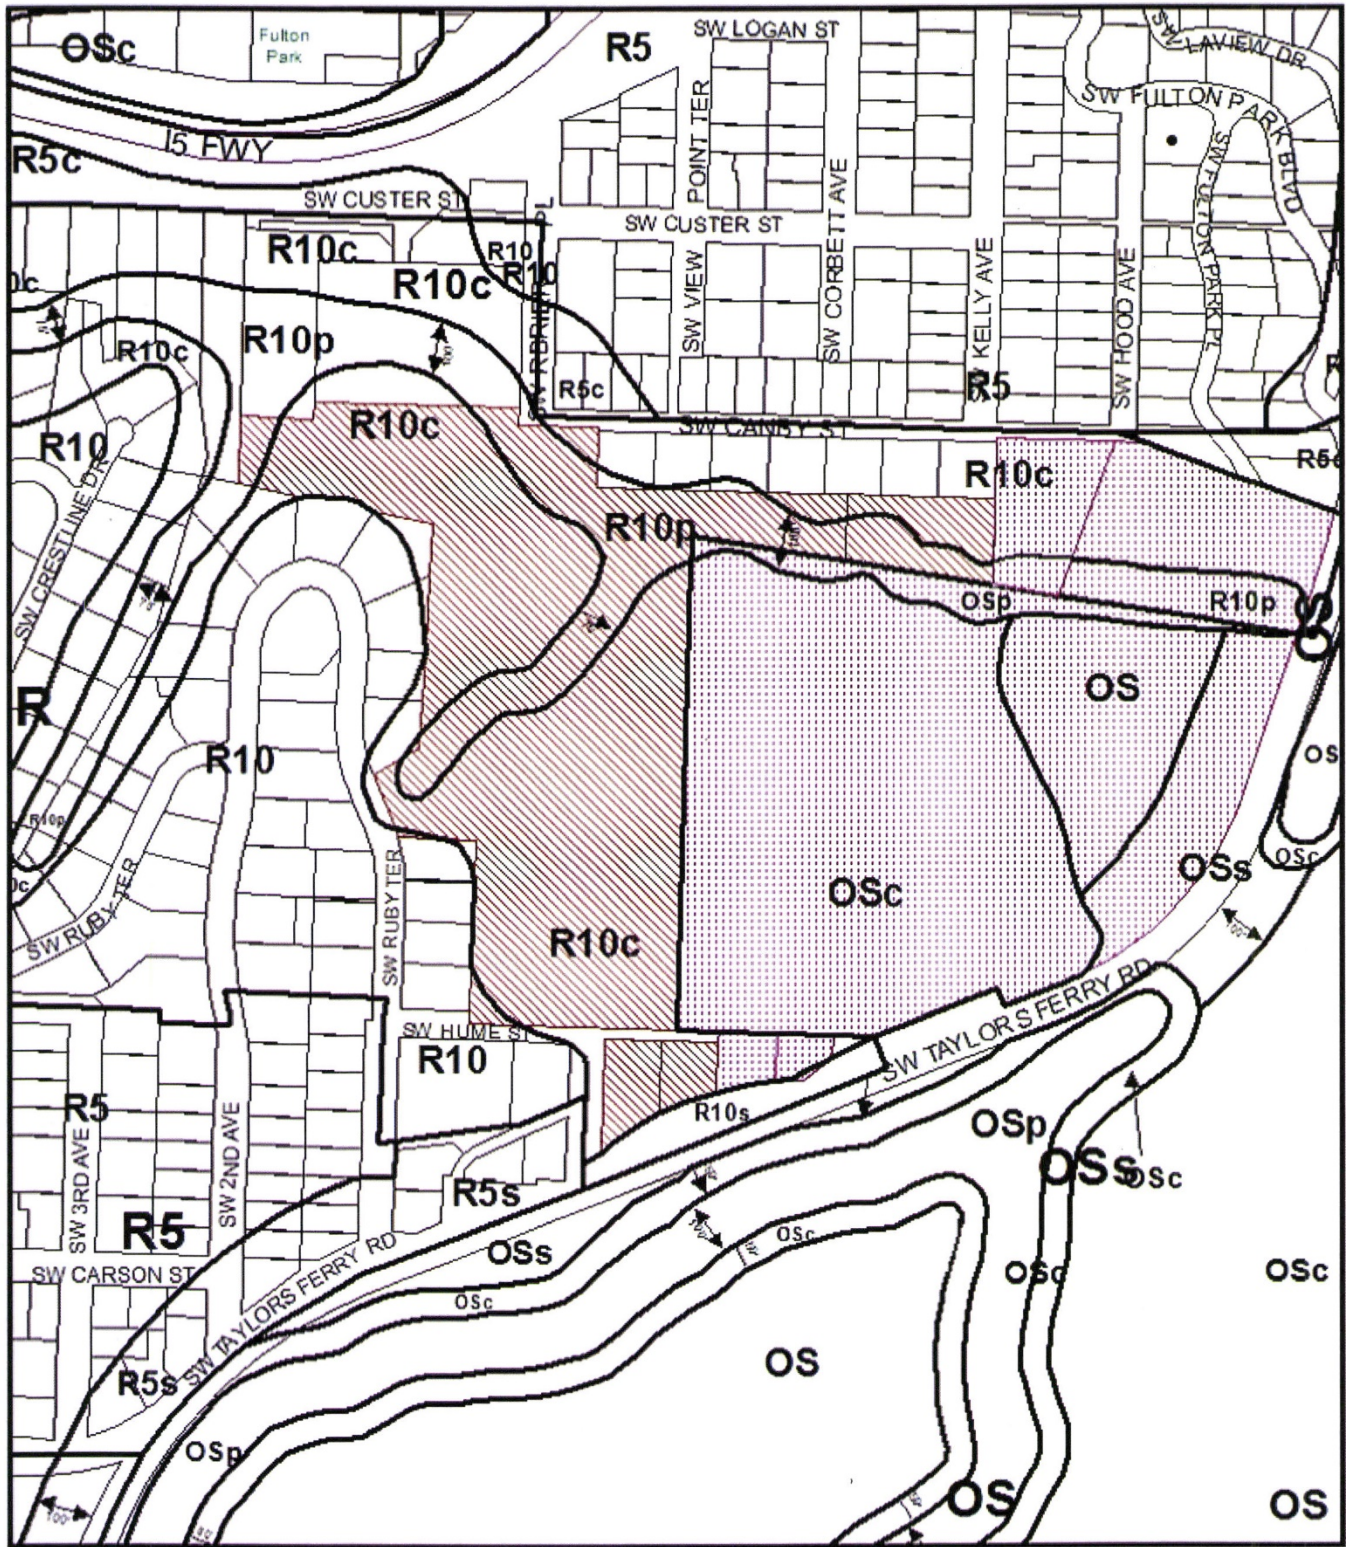 OSc
Fulton
Park
R5
SW LOGAN ST
SW LAVIEW DR
SW FULTON PARK BLVD
I5 FWY
R5c
POINT TER
SW FULTON PARK PL
SW CUSTER ST
SW CUSTER ST
SW CORBETT AVE
R10c
R10
R10
R10c
SW VIEW
KELLY AVE
SW HOOD AVE
R10p
100'
R10c
R5c
R5
R10c
SW CANBY ST
R10
R10c
R5c
SW CRESTLINE DR
R10p
100'
OSp
R10p
OS
R
OS
R10
OS
R10p
OSc
OSs
OSc
SW RUBY TER
SW RUBY TER
R10c
100'
SW HUME ST
R10
SW TAYLORS FERRY RD
R5
R10s
OSp
SW 3RD AVE
SW 2ND AVE
OSs
OSc
R5s
R5
OSc
OSs
SW CARSON ST
OSc
OSc
SW TAYLORS FERRY RD
OSc
OS
R5s
OSp
OS
OS
100'